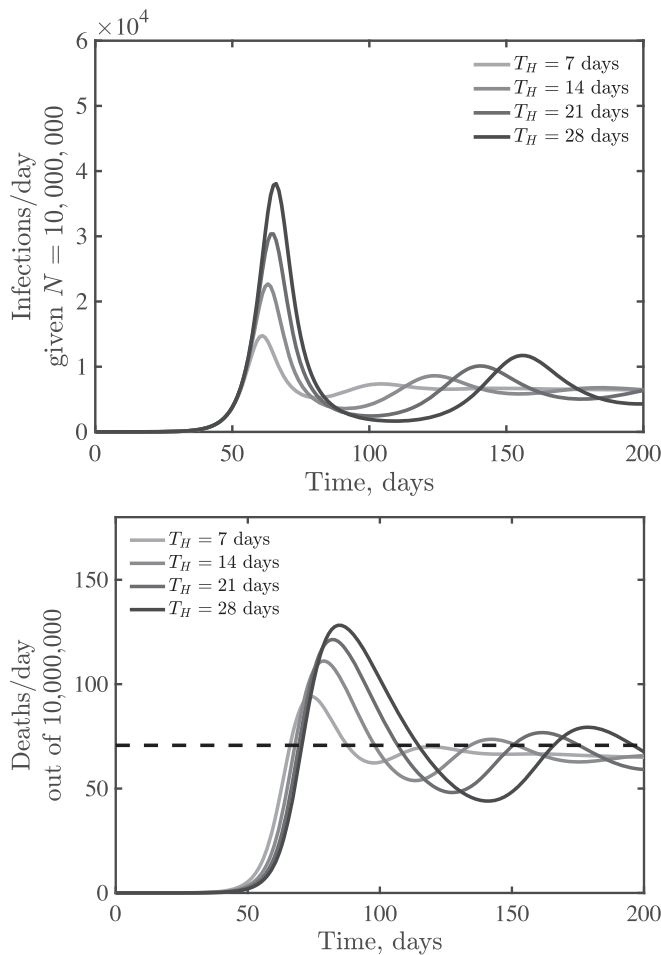 ×10⁴
6
5
4
3
2
1
0
Infections/day
given N = 10,000,000
T_H = 7 days
T_H = 14 days
T_H = 21 days
T_H = 28 days
0 50 100 150 200
Time, days
150
100
50
0
Deaths/day
out of 10,000,000
T_H = 7 days
T_H = 14 days
T_H = 21 days
T_H = 28 days
0 50 100 150 200
Time, days